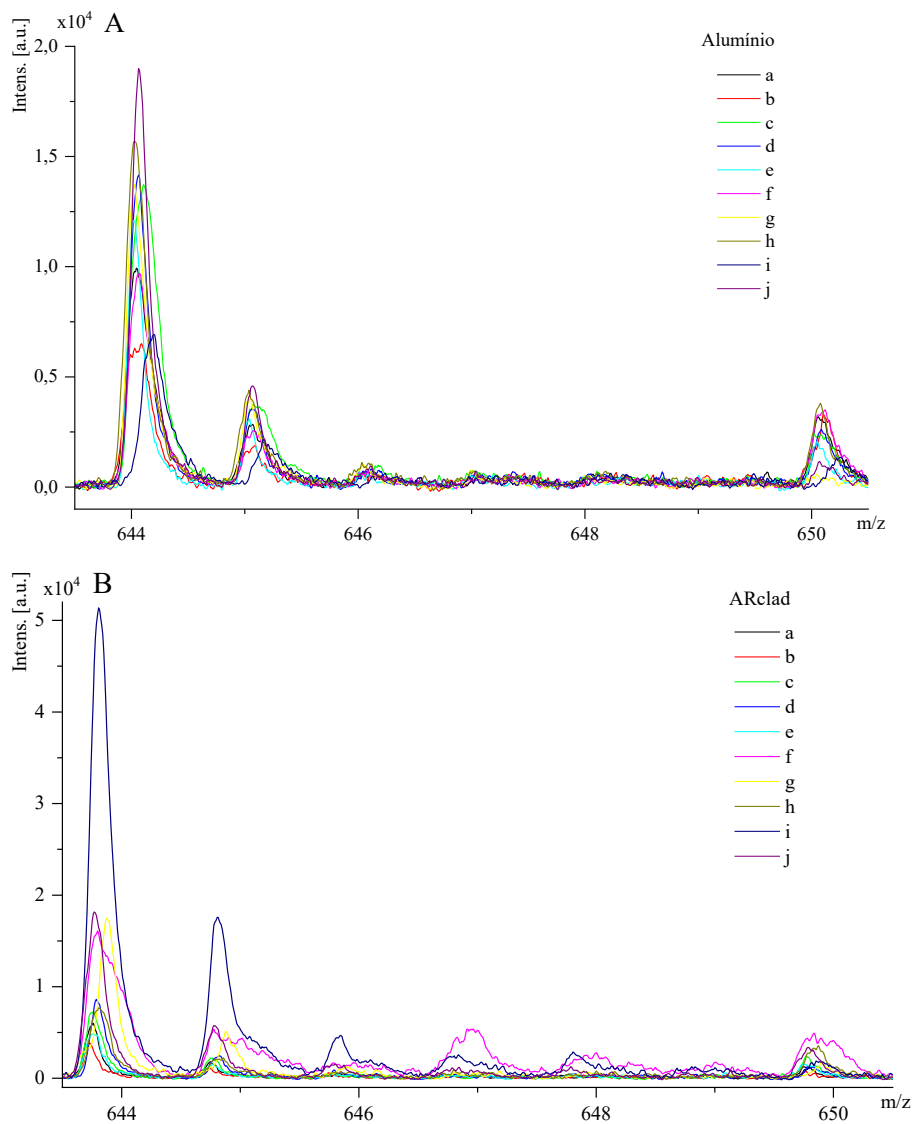 A
x10⁴
Intens. [a.u.]
2,0
1,5
1,0
0,5
0,0
644
646
648
650
m/z
Alumínio
a
b
c
d
e
f
g
h
i
j
B
x10⁴
Intens. [a.u.]
5
4
3
2
1
0
644
646
648
650
m/z
ARclad
a
b
c
d
e
f
g
h
i
j